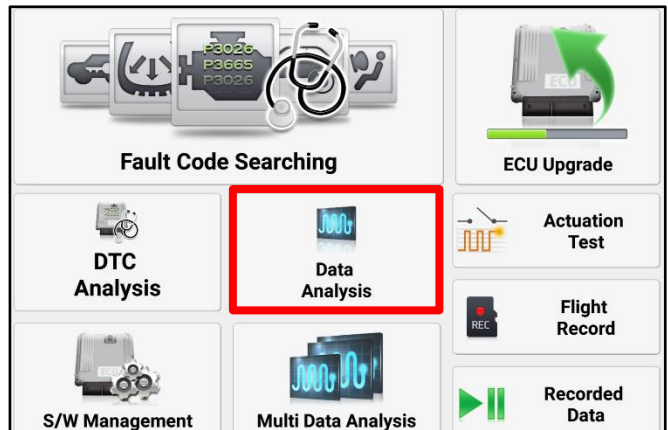 P3026
P3665
P3026
Fault Code Searching
ECU
ECU Upgrade
DTC
Analysis
Data
Analysis
Actuation
Test
REC
Flight
Record
ECU
S/W Management
Multi Data Analysis
Recorded
Data